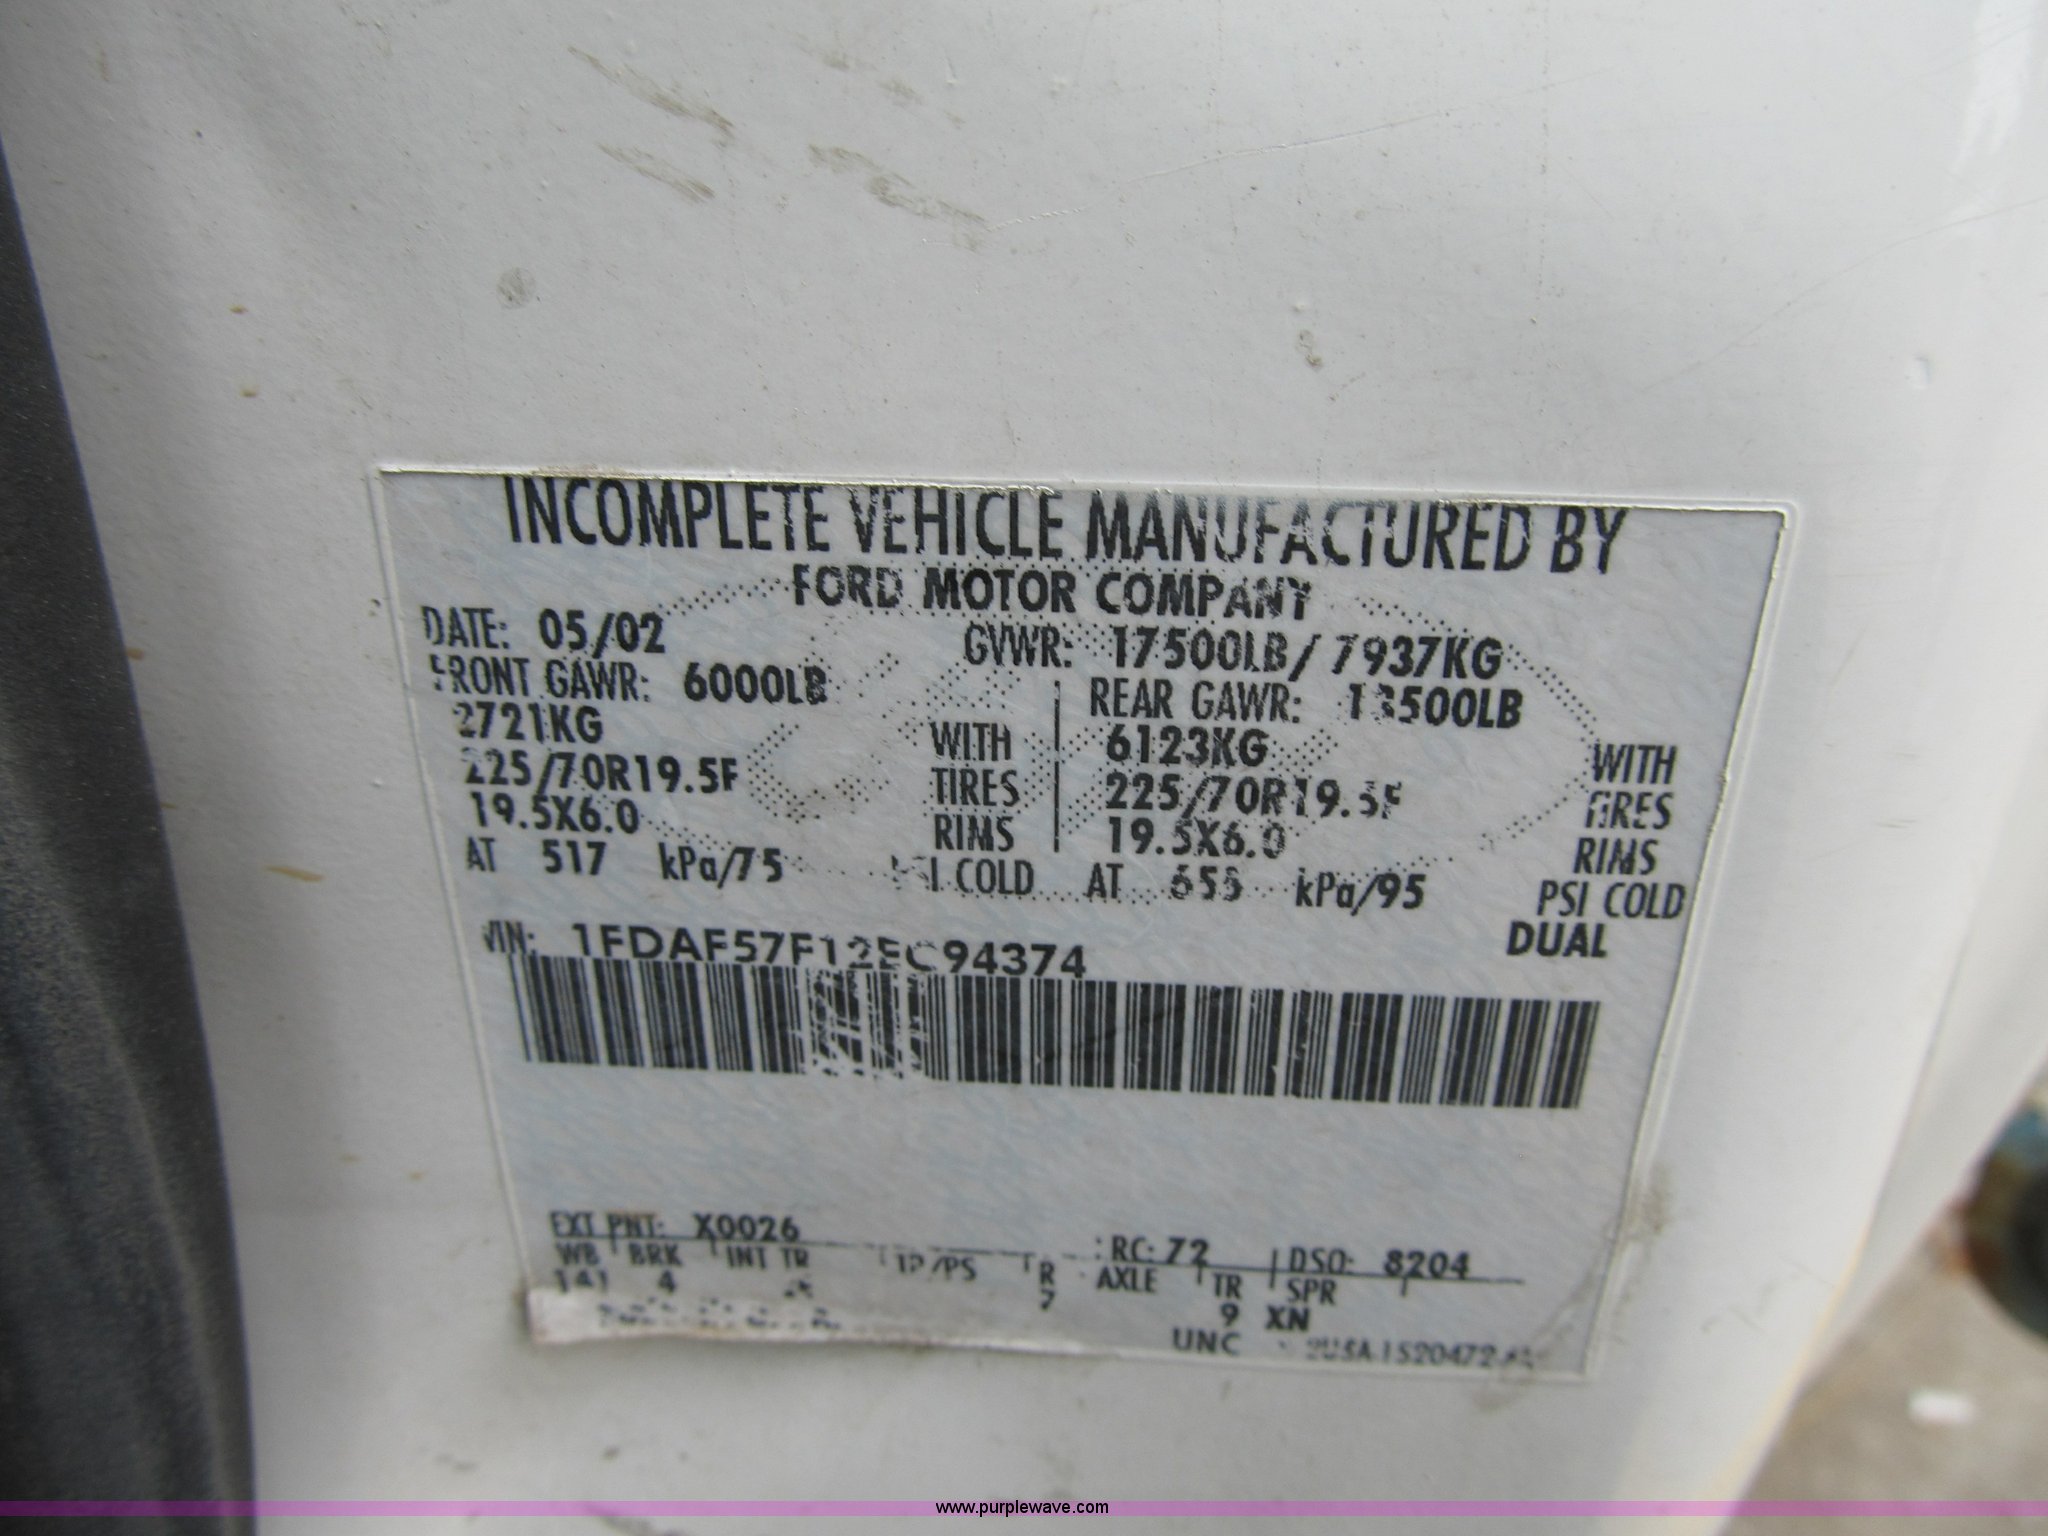 INCOMPLETE VEHICLE MANUFACTURED BY
FORD MOTOR COMPANY
DATE: 05/02 GVWR: 17500LB/ 7937KG
FRONT GAWR: 6000LB REAR GAWR: 13500LB
2721KG WITH 6123KG WITH
225/70R19.5F TIRES 225/70R19.5F TIRES
19.5X6.0 RIMS 19.5X6.0 RIMS
AT 517 kPa/75 PSI COLD AT 655 kPa/95 PSI COLD
DUAL
VIN: 1FDAF57F12EC94374
EXT PNT: X0026 RC: 72 DSO: 8204
WB BRK INT TR TP/PS R AXLE TR SPR
141 4 7 9 XN
UNC
www.purplewave.com